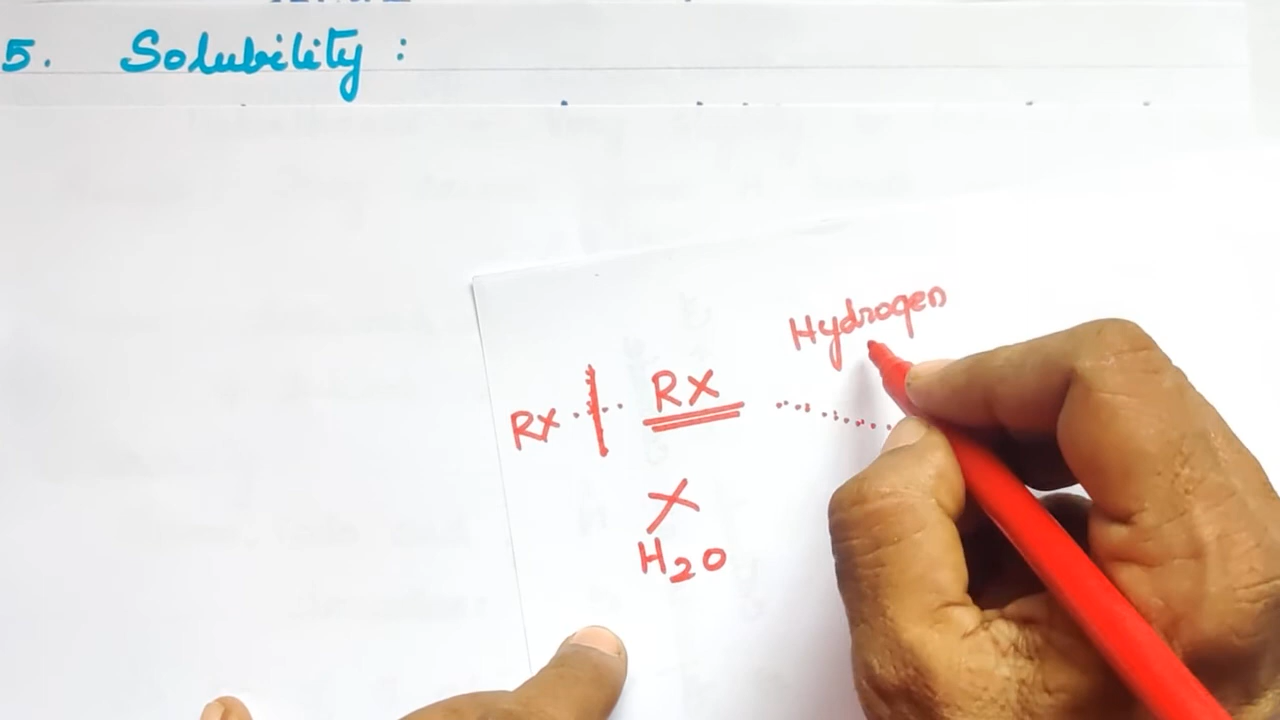 5. Solubility :
Hydrogen
RX RX
X
H2O